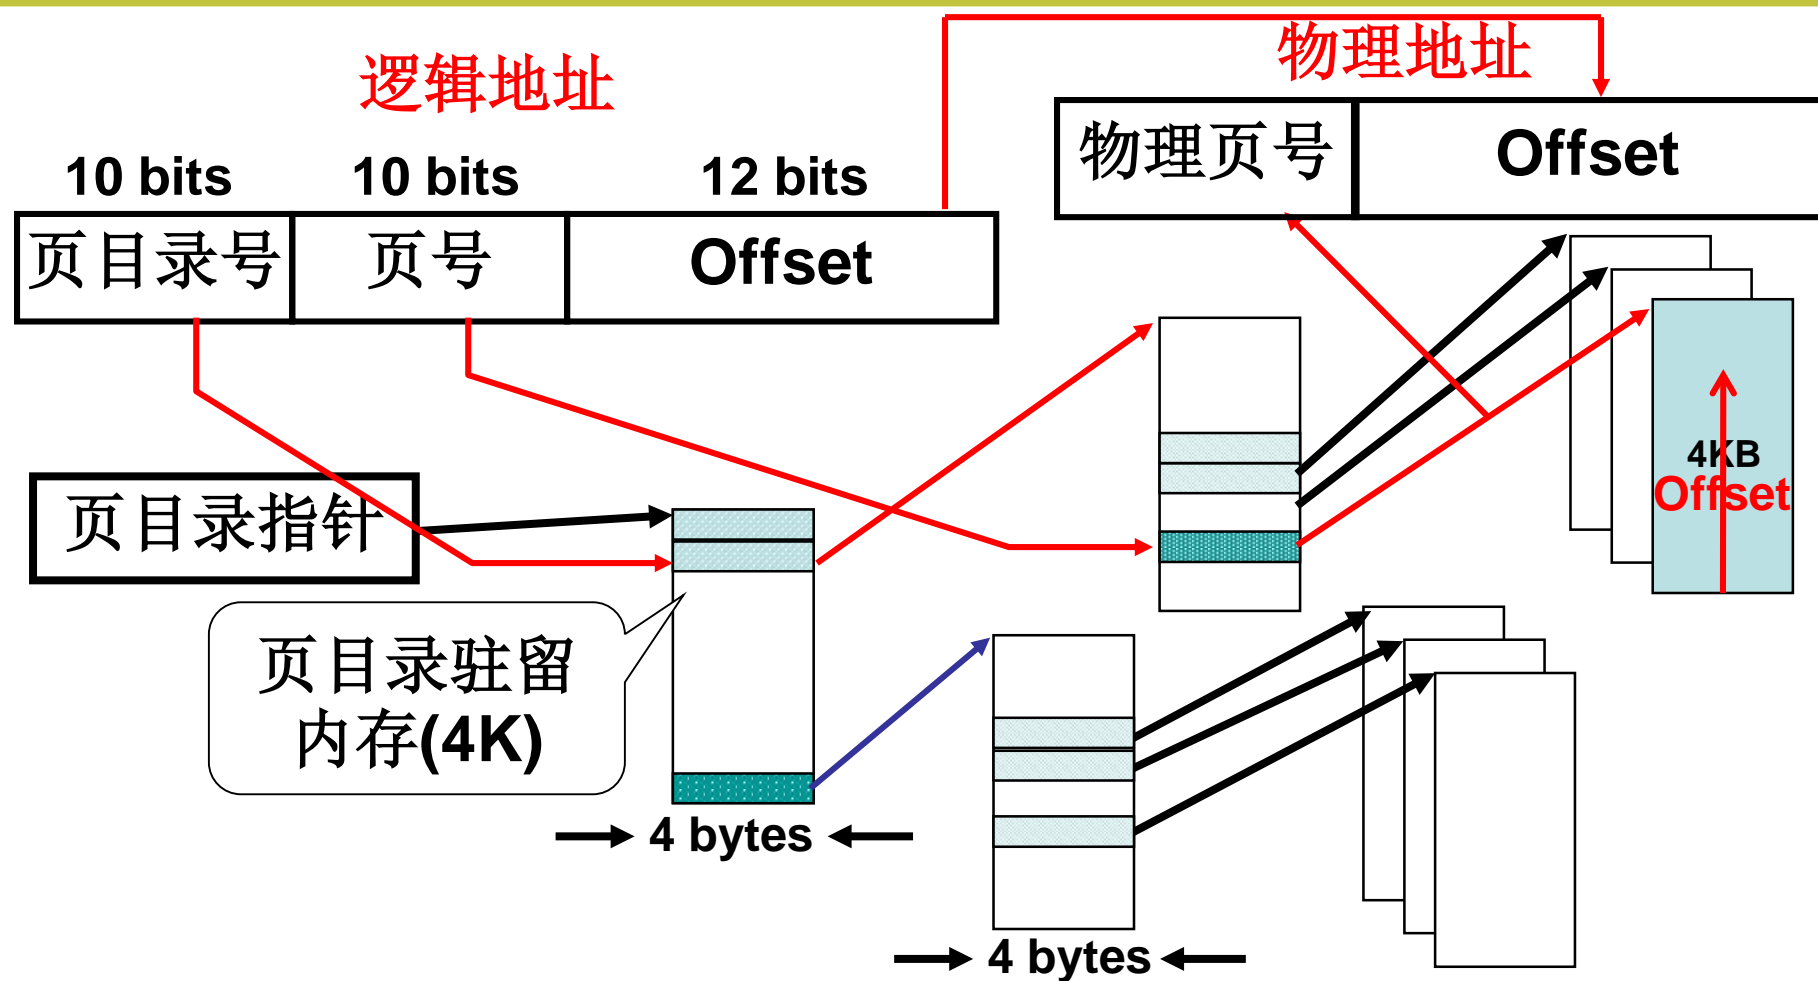 逻辑地址
物理地址
10 bits
10 bits
12 bits
页目录号
页号
Offset
物理页号
Offset
页目录指针
4KB
Offset
页目录驻留
内存(4K)
4 bytes
4 bytes